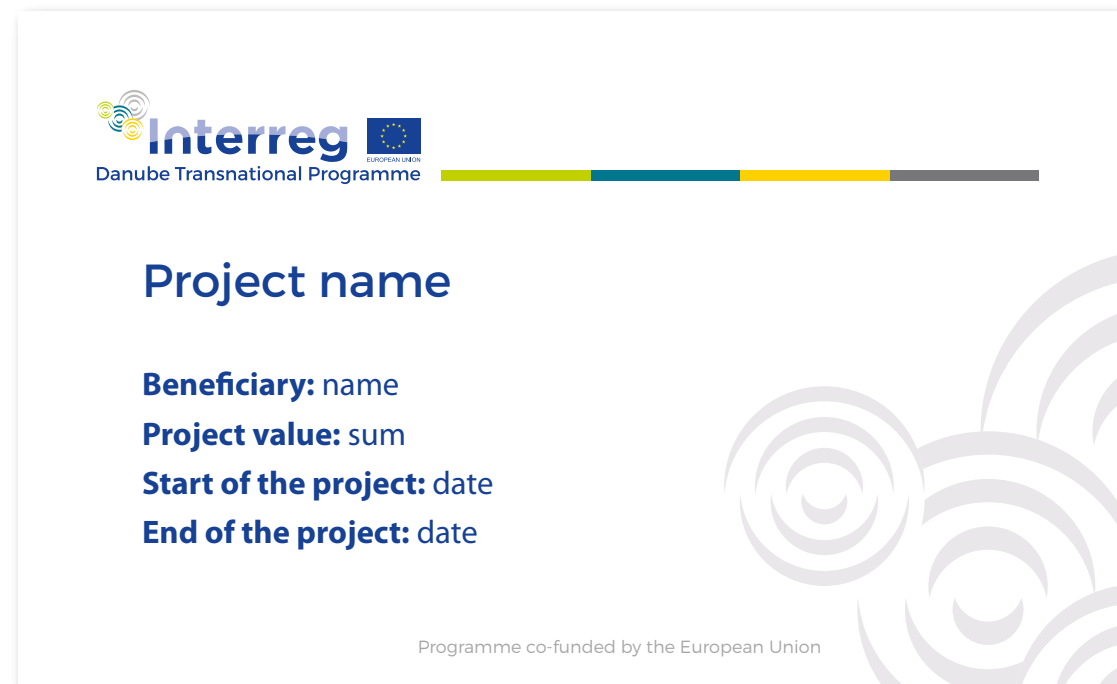 Interreg
EUROPEAN UNION
Danube Transnational Programme
Project name
Beneficiary: name
Project value: sum
Start of the project: date
End of the project: date
Programme co-funded by the European Union